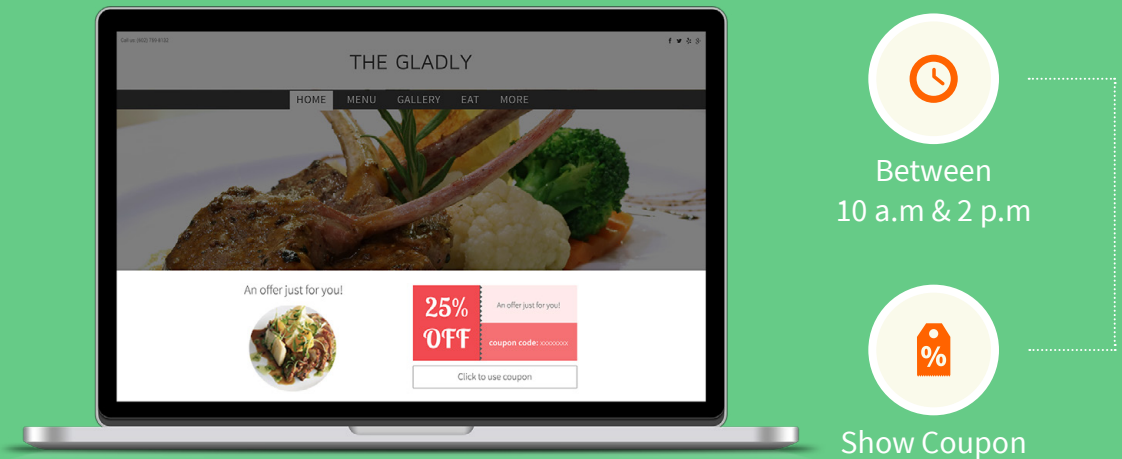 THE GLADLY
HOME MENU GALLERY EAT MORE
An offer just for you!
25%
OFF
An offer just for you!
coupon code: xxxxxxx
Click to use coupon
Between
10 a.m & 2 p.m
%
Show Coupon